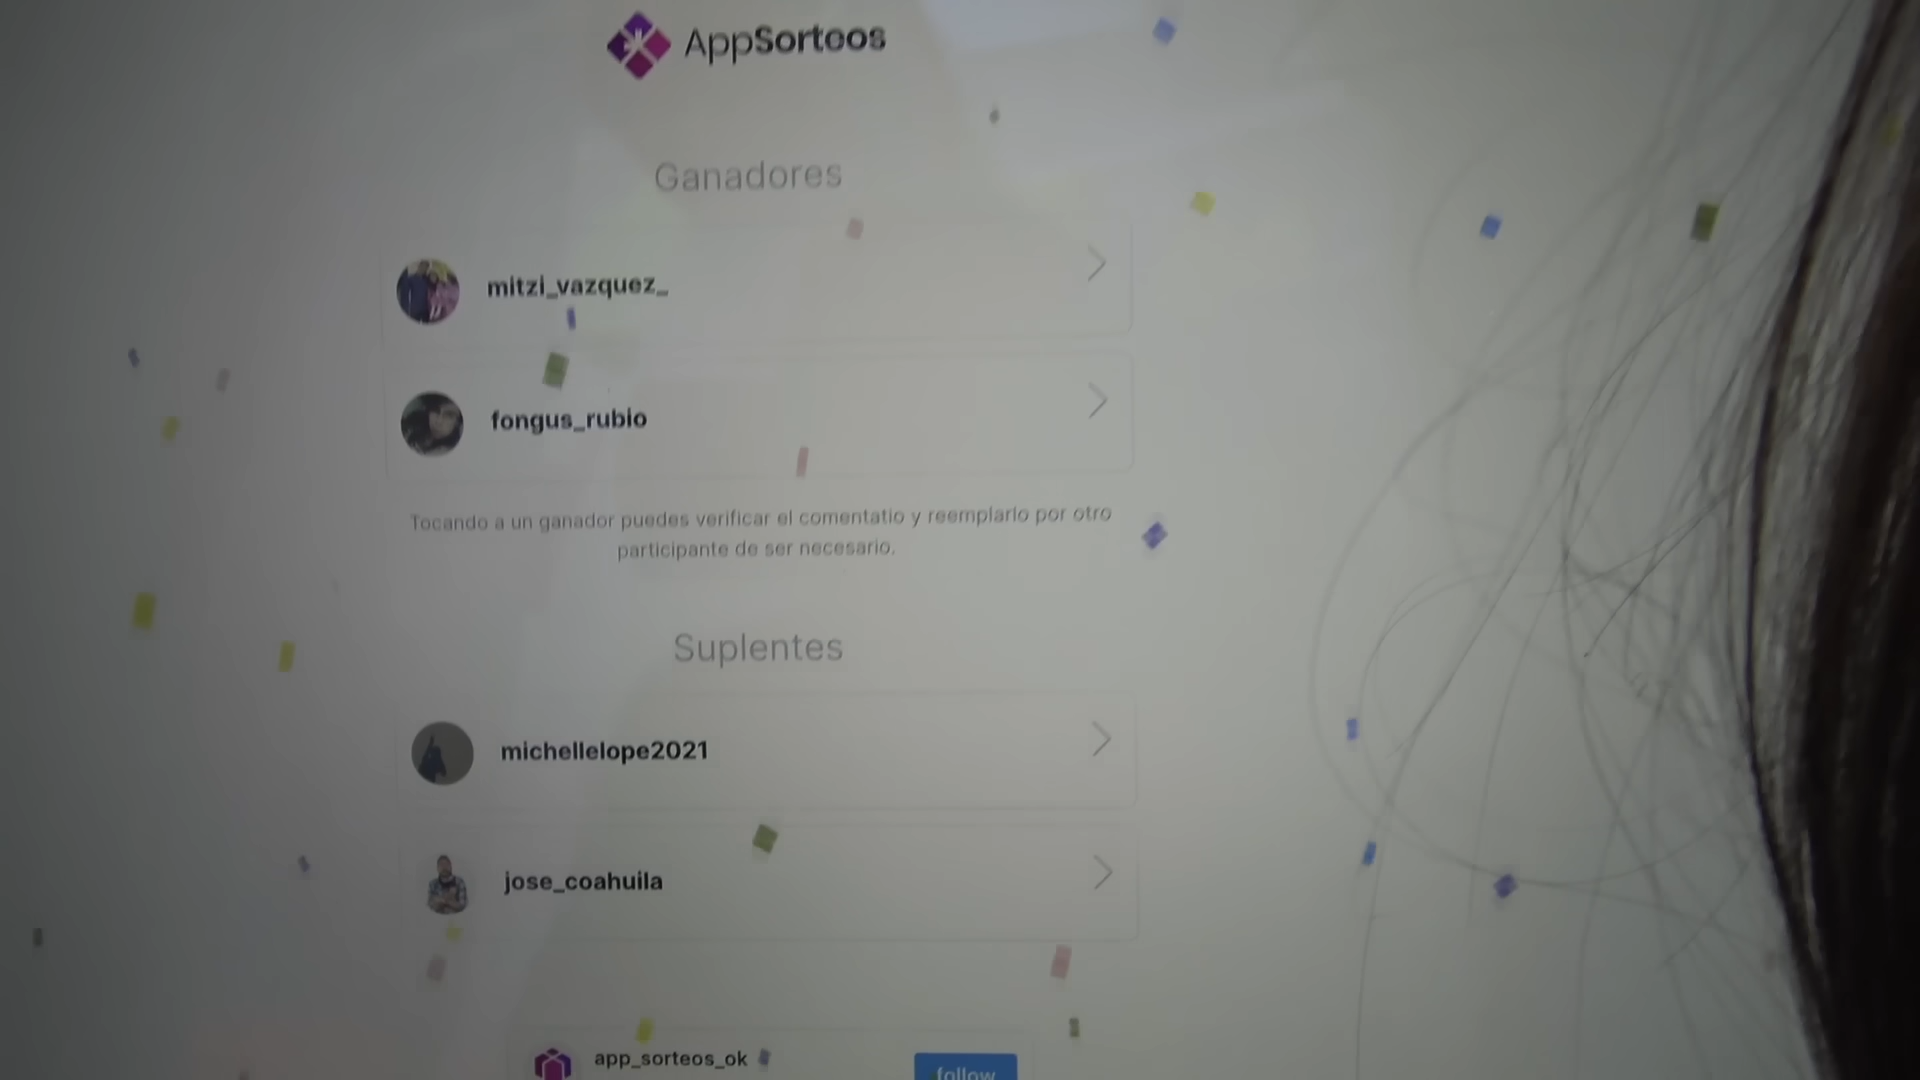 AppSorteos
Ganadores
mitzi_vazquez_
fongus_rubio
Tocando a un ganador puedes verificar el comentatio y reemplarlo por otro
participante de ser necesario.
Suplentes
michellelope2021
jose_coahuila
app_sorteos_ok
follow